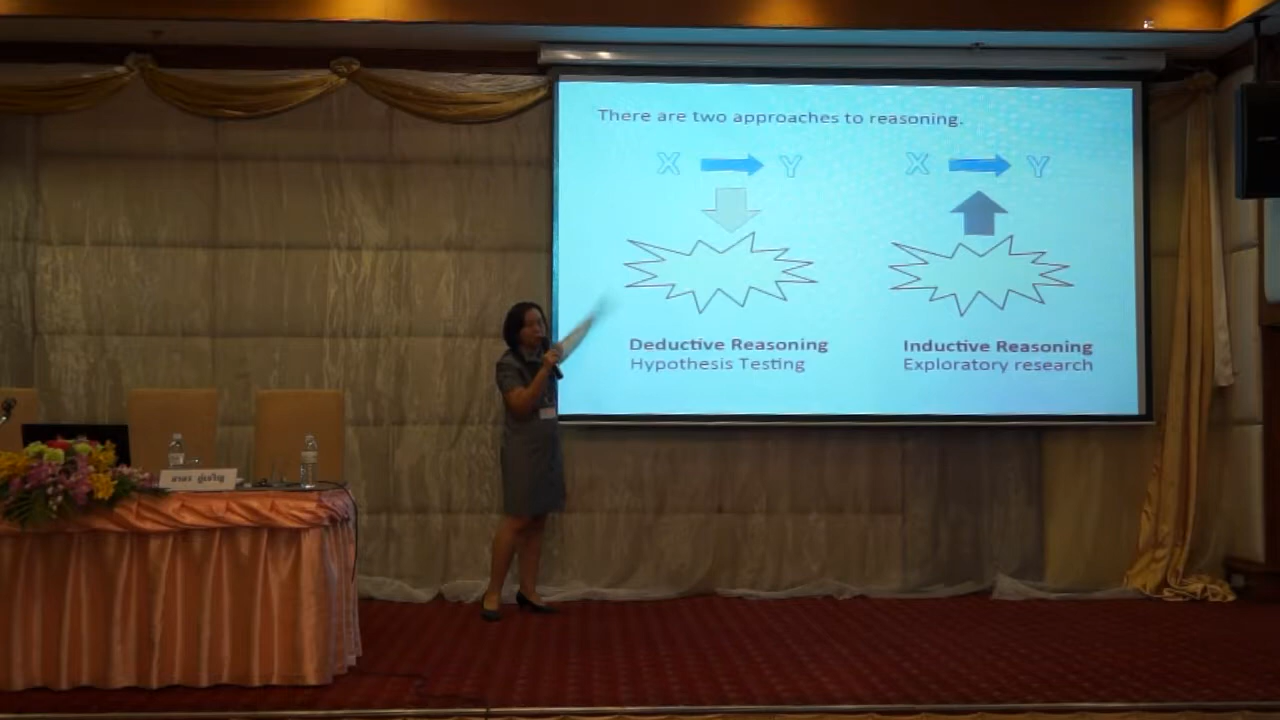 There are two approaches to reasoning.
X Y
X Y
Deductive Reasoning
Hypothesis Testing
Inductive Reasoning
Exploratory research